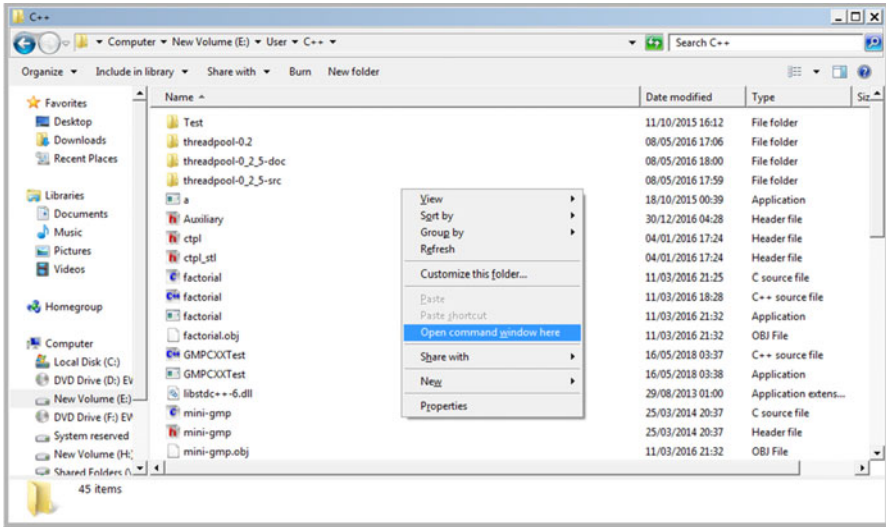 C++
Computer ▾ New Volume (E:) ▾ User ▾ C++ ▾
Search C++
Organize ▾ Include in library ▾ Share with ▾ Burn New folder
Favorites
Desktop
Downloads
Recent Places
Libraries
Documents
Music
Pictures
Videos
Homegroup
Computer
Local Disk (C:)
DVD Drive (D:) EV
New Volume (E:)
DVD Drive (F:) EV
System reserved
New Volume (H:
Shared Folders (\
Name Date modified Type Siz
Test 11/10/2015 16:12 File folder
threadpool-0.2 08/05/2016 17:06 File folder
threadpool-0_2_5-doc 08/05/2016 18:00 File folder
threadpool-0_2_5-src 08/05/2016 17:59 File folder
a 18/10/2015 00:39 Application
Auxiliary 30/12/2016 04:28 Header file
ctpl 04/01/2016 17:24 Header file
ctpl_stl 04/01/2016 17:24 Header file
factorial 11/03/2016 21:25 C source file
factorial 11/03/2016 18:28 C++ source file
factorial 11/03/2016 21:32 Application
factorial.obj 11/03/2016 21:32 OBJ File
GMPCXXTest 16/05/2018 03:37 C++ source file
GMPCXXTest 16/05/2018 03:38 Application
libstdc++-6.dll 29/08/2013 01:00 Application extens...
mini-gmp 25/03/2014 20:37 C source file
mini-gmp 25/03/2014 20:37 Header file
mini-gmp.obj 11/03/2016 21:32 OBJ File
View
Sort by
Group by
Refresh
Customize this folder...
Paste
Paste shortcut
Open command window here
Share with
New
Properties
45 items